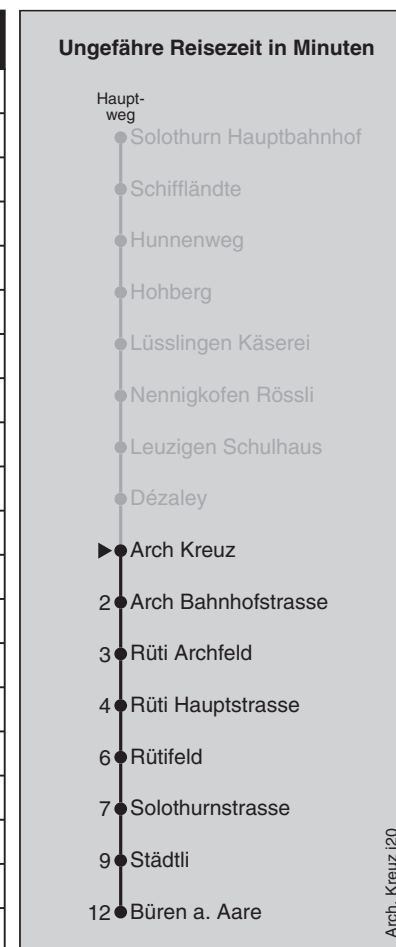 Ungefähre Reisezeit in Minuten
Haupt-
weg
Solothurn Hauptbahnhof
Schiffländte
Hunnenweg
Hohberg
Lüsslingen Käserei
Nennigkofen Rössli
Leuzigen Schulhaus
Dézaley
Arch Kreuz
2 Arch Bahnhofstrasse
3 Rüti Archfeld
4 Rüti Hauptstrasse
6 Rütifeld
7 Solothurnstrasse
9 Städtli
12 Büren a. Aare
Arch, Kreuz j20